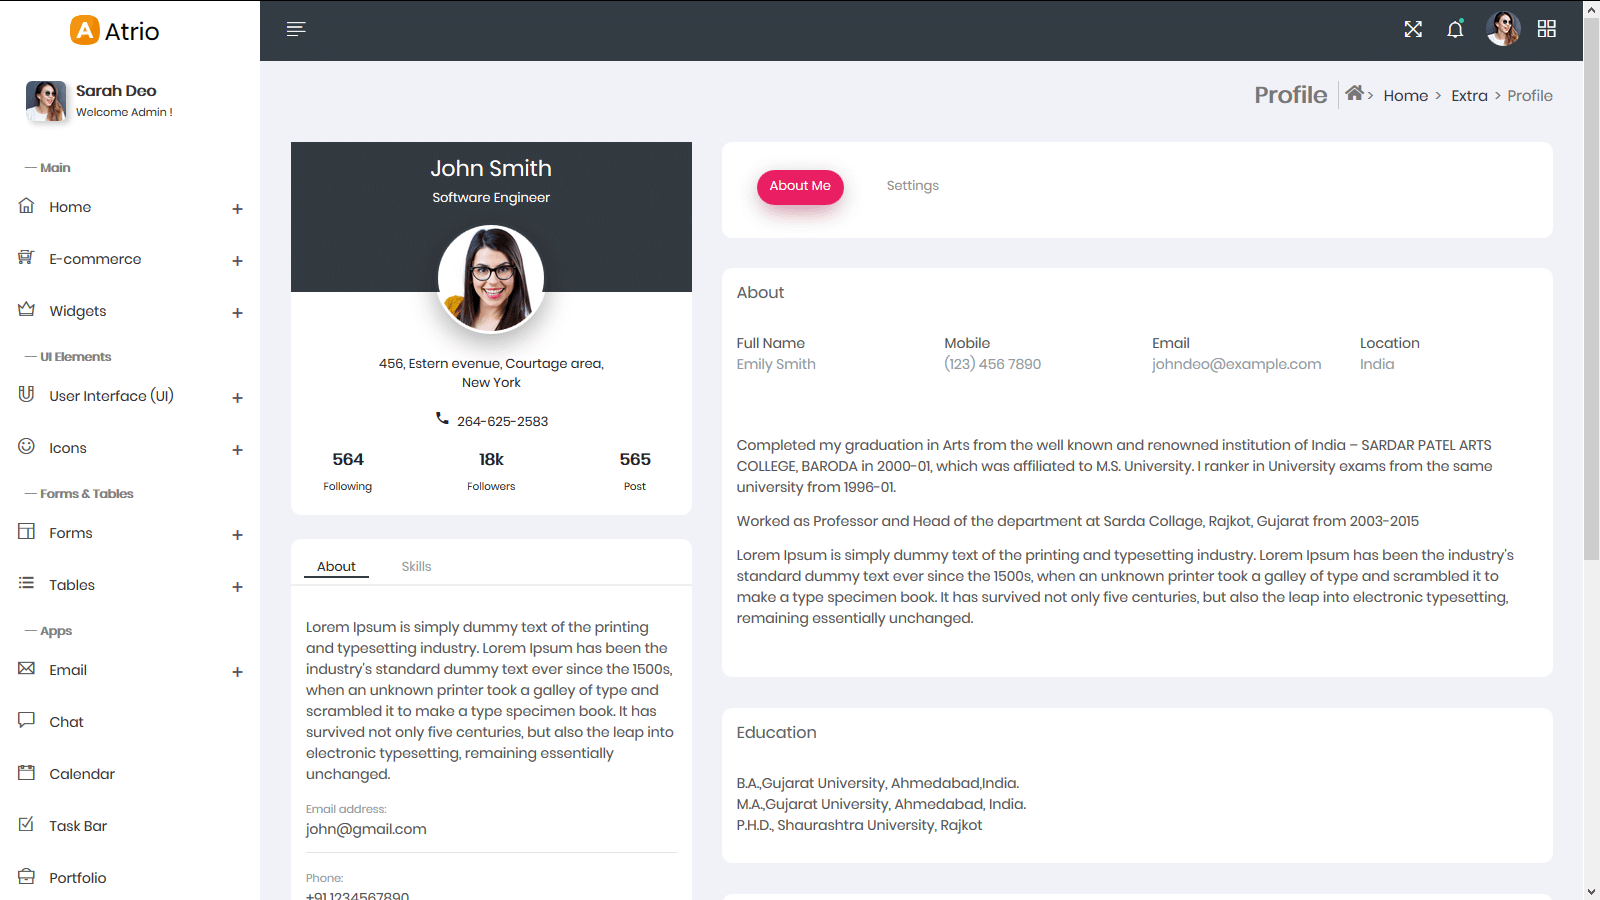 A Atrio
Sarah Deo
Welcome Admin !
— Main
Home +
E-commerce +
Widgets +
— UI Elements
User Interface (UI) +
Icons +
— Forms & Tables
Forms +
Tables +
— Apps
Email +
Chat
Calendar
Task Bar
Portfolio
Profile > Home > Extra > Profile
John Smith
Software Engineer
456, Estern evenue, Courtage area,
New York
264-625-2583
564 18k 565
Following Followers Post
About Skills
Lorem Ipsum is simply dummy text of the printing
and typesetting industry. Lorem Ipsum has been the
industry's standard dummy text ever since the 1500s,
when an unknown printer took a galley of type and
scrambled it to make a type specimen book. It has
survived not only five centuries, but also the leap into
electronic typesetting, remaining essentially
unchanged.
Email address:
john@gmail.com
Phone:
+91 1234567890
About Me Settings
About
Full Name Mobile Email Location
Emily Smith (123) 456 7890 johndeo@example.com India
Completed my graduation in Arts from the well known and renowned institution of India – SARDAR PATEL ARTS
COLLEGE, BARODA in 2000-01, which was affiliated to M.S. University. I ranker in University exams from the same
university from 1996-01.
Worked as Professor and Head of the department at Sarda Collage, Rajkot, Gujarat from 2003-2015
Lorem Ipsum is simply dummy text of the printing and typesetting industry. Lorem Ipsum has been the industry's
standard dummy text ever since the 1500s, when an unknown printer took a galley of type and scrambled it to
make a type specimen book. It has survived not only five centuries, but also the leap into electronic typesetting,
remaining essentially unchanged.
Education
B.A.,Gujarat University, Ahmedabad,India.
M.A.,Gujarat University, Ahmedabad, India.
P.H.D., Shaurashtra University, Rajkot